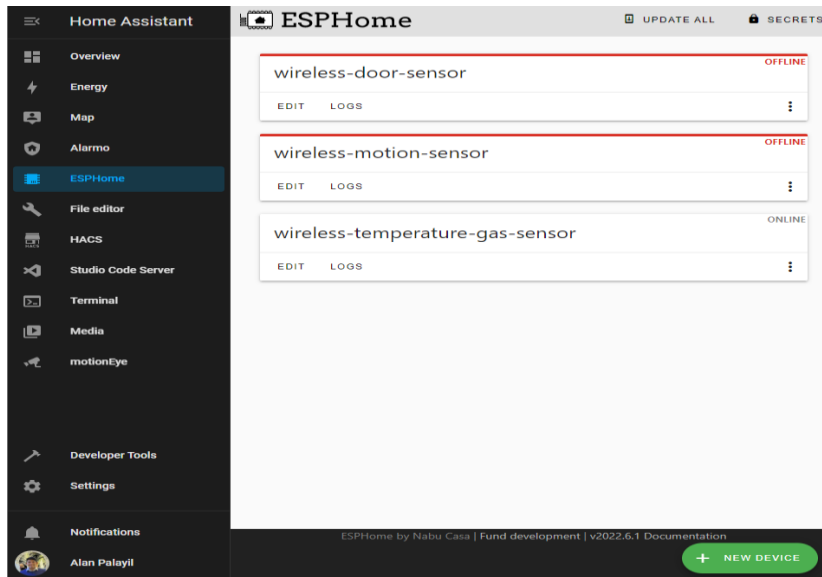 Home Assistant
Overview
Energy
Map
Alarmo
ESPHome
File editor
HACS
HACS
Studio Code Server
Terminal
Media
motionEye
Developer Tools
Settings
Notifications
Alan Palayil
ESPHome
UPDATE ALL
SECRETS
wireless-door-sensor
OFFLINE
EDIT LOGS
wireless-motion-sensor
OFFLINE
EDIT LOGS
wireless-temperature-gas-sensor
ONLINE
EDIT LOGS
ESPHome by Nabu Casa | Fund development | v2022.6.1 Documentation
+ NEW DEVICE